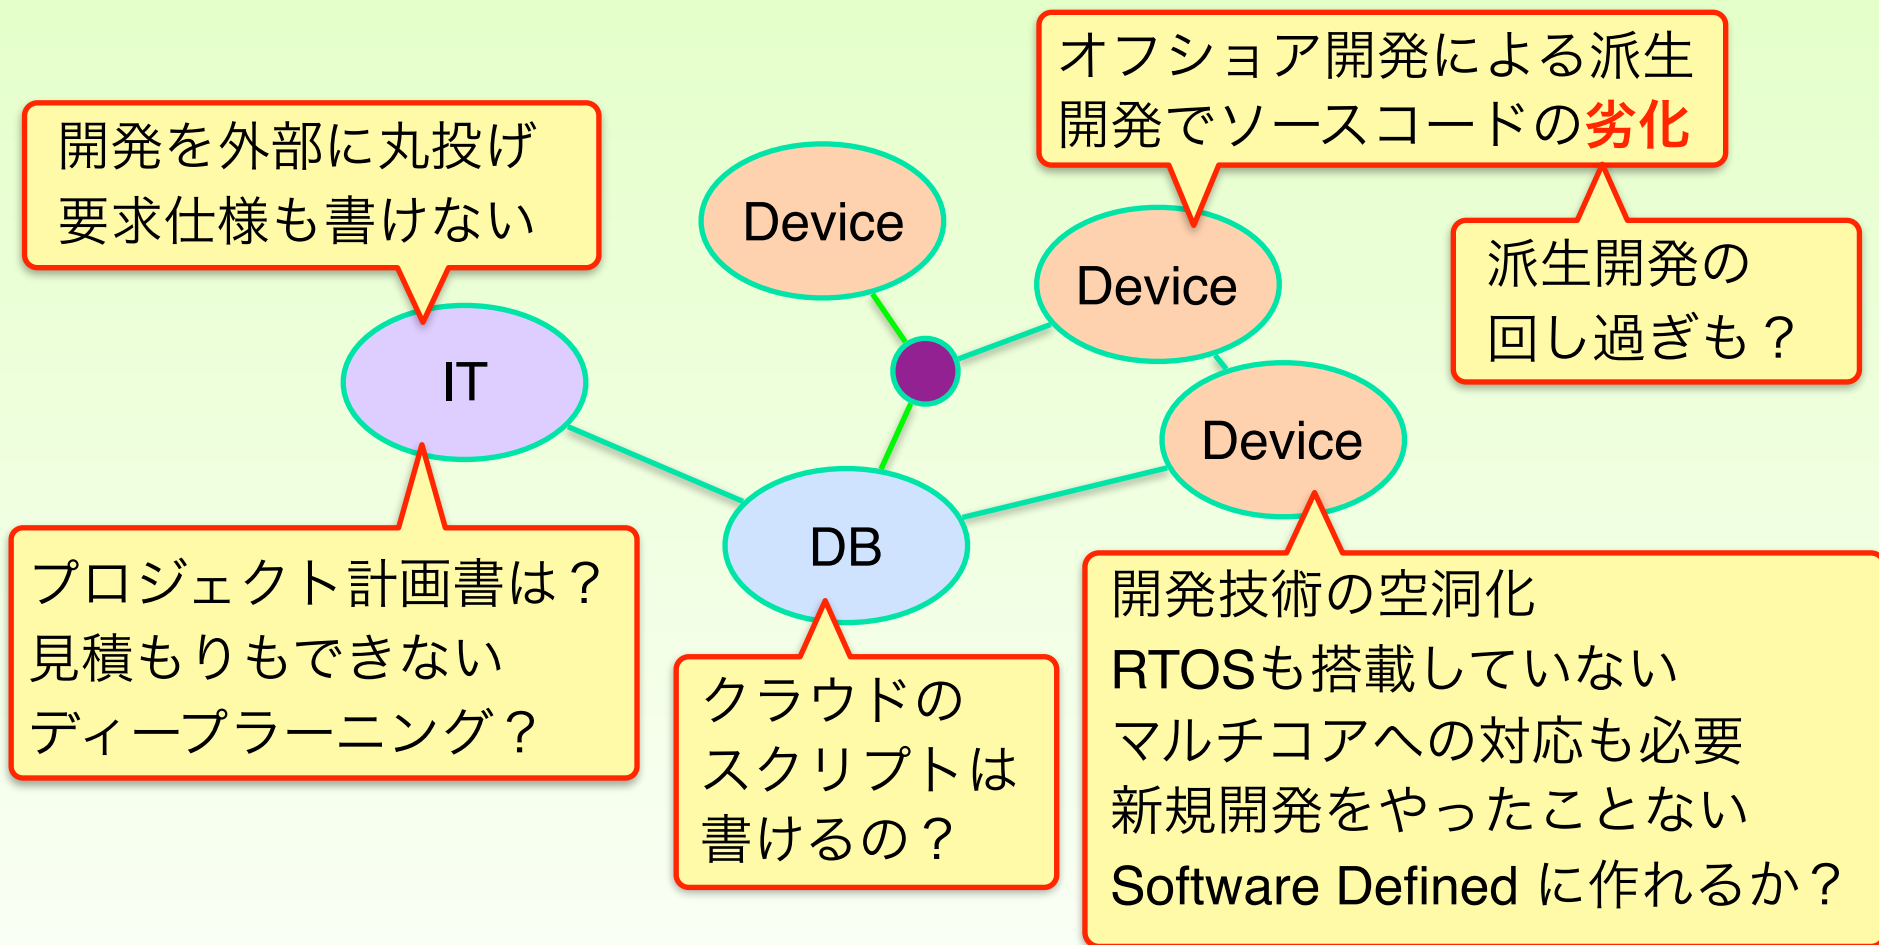 オフショア開発による派生
開発でソースコードの劣化
開発を外部に丸投げ
要求仕様も書けない
Device
Device
派生開発の
回し過ぎも？
IT
Device
DB
プロジェクト計画書は？
見積もりもできない
ディープラーニング？
クラウドの
スクリプトは
書けるの？
開発技術の空洞化
RTOSも搭載していない
マルチコアへの対応も必要
新規開発をやったことない
Software Defined に作れるか？